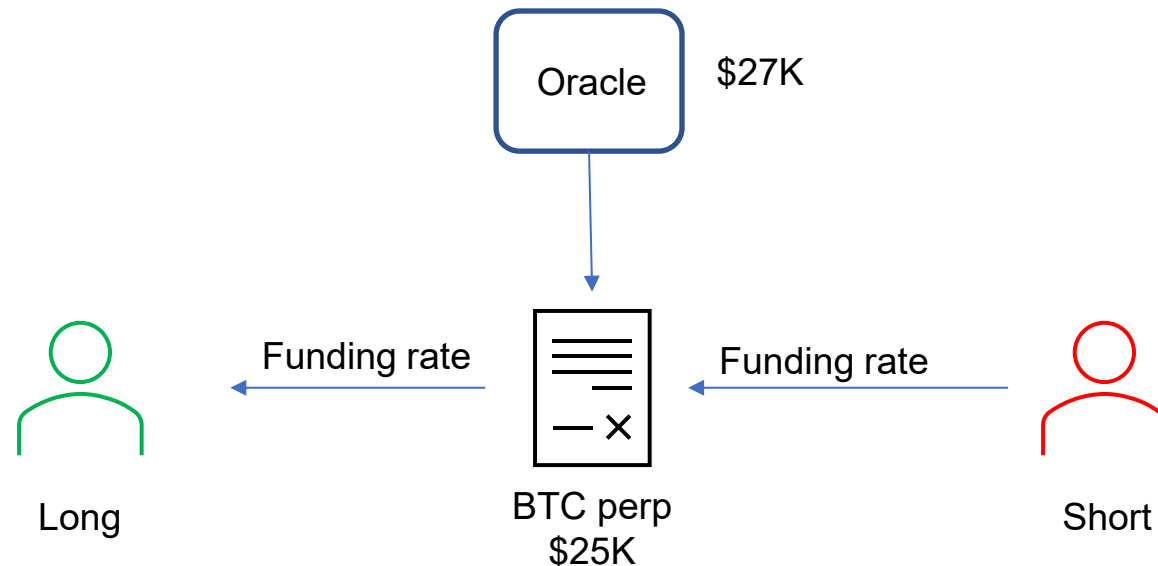 Oracle
$27K
Funding rate
Funding rate
Long
BTC perp
$25K
Short